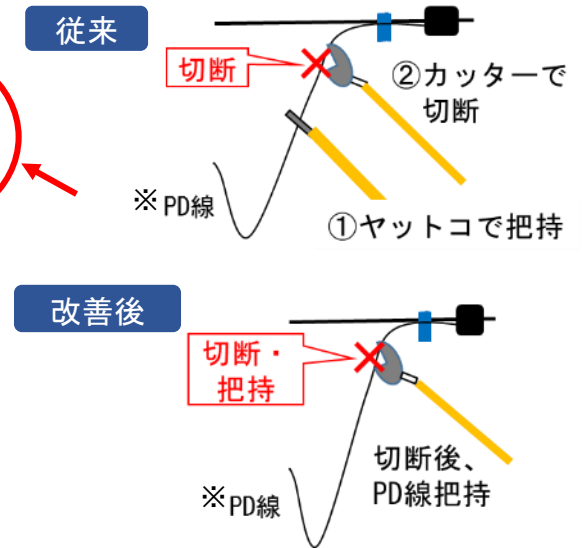 従来
切断
②カッターで
切断
※PD線
①ヤットコで把持
改善後
切断・
把持
切断後、
PD線把持
※PD線